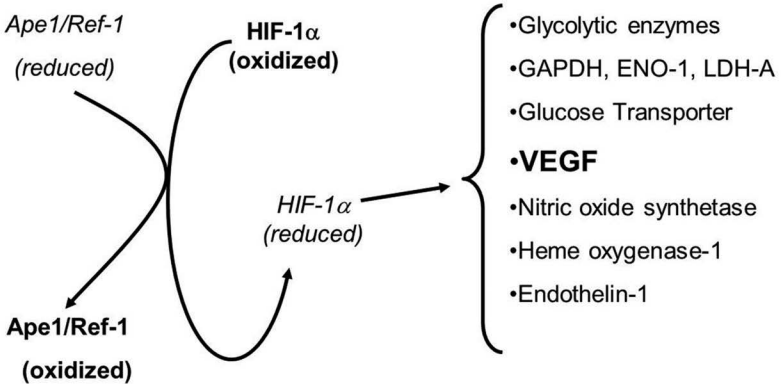 Ape1/Ref-1
(reduced)
HIF-1α
(oxidized)
HIF-1α
(reduced)
Ape1/Ref-1
(oxidized)
•Glycolytic enzymes
•GAPDH, ENO-1, LDH-A
•Glucose Transporter
•VEGF
•Nitric oxide synthetase
•Heme oxygenase-1
•Endothelin-1